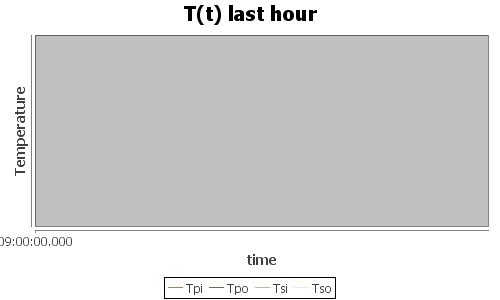 T(t) last hour
Temperature
09:00:00.000
time
Tpi Tpo Tsi Tso